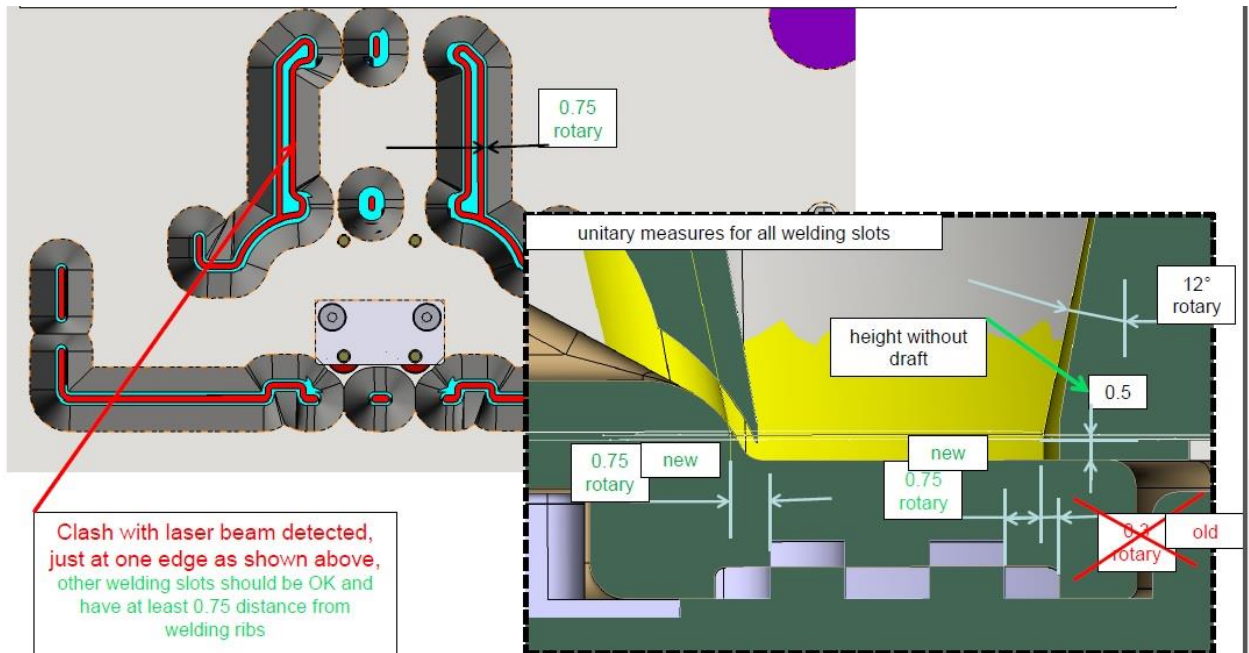 0.75
rotary
unitary measures for all welding slots
12°
rotary
height without
draft
0.5
0.75
rotary
new
new
0.75
rotary
0.3
rotary
old
Clash with laser beam detected,
just at one edge as shown above,
other welding slots should be OK and
have at least 0.75 distance from
welding ribs